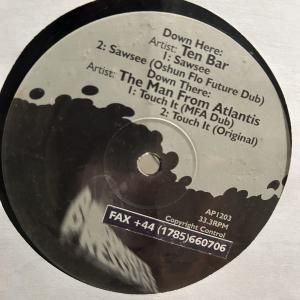 Down Here:
Artist: Ten Bar
1: Sawsee
2: Sawsee (Oshun Flo Future Dub)
Down There:
Artist: The Man From Atlantis
1: Touch It (MFA Dub)
2: Touch It (Original)
AP1203
33.3RPM
Copyright Control
FAX +44 (1785)660706